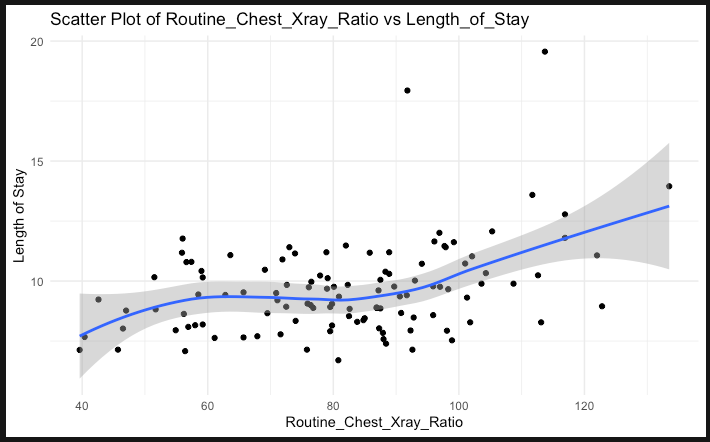 Scatter Plot of Routine_Chest_Xray_Ratio vs Length_of_Stay
20
15
10
Length of Stay
40 60 80 100 120
Routine_Chest_Xray_Ratio